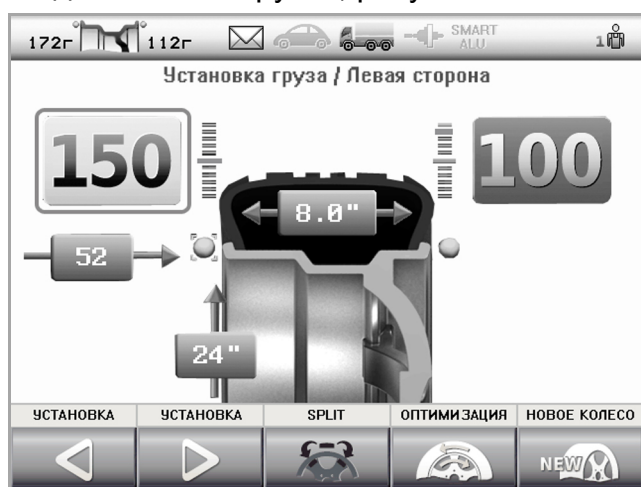 172г 112г SMART ALU 1
Установка груза / Левая сторона
150 100
8.0"
52
24"
УСТАНОВКА УСТАНОВКА SPLIT ОПТИМИЗАЦИЯ НОВОЕ КОЛЕСО
NEW